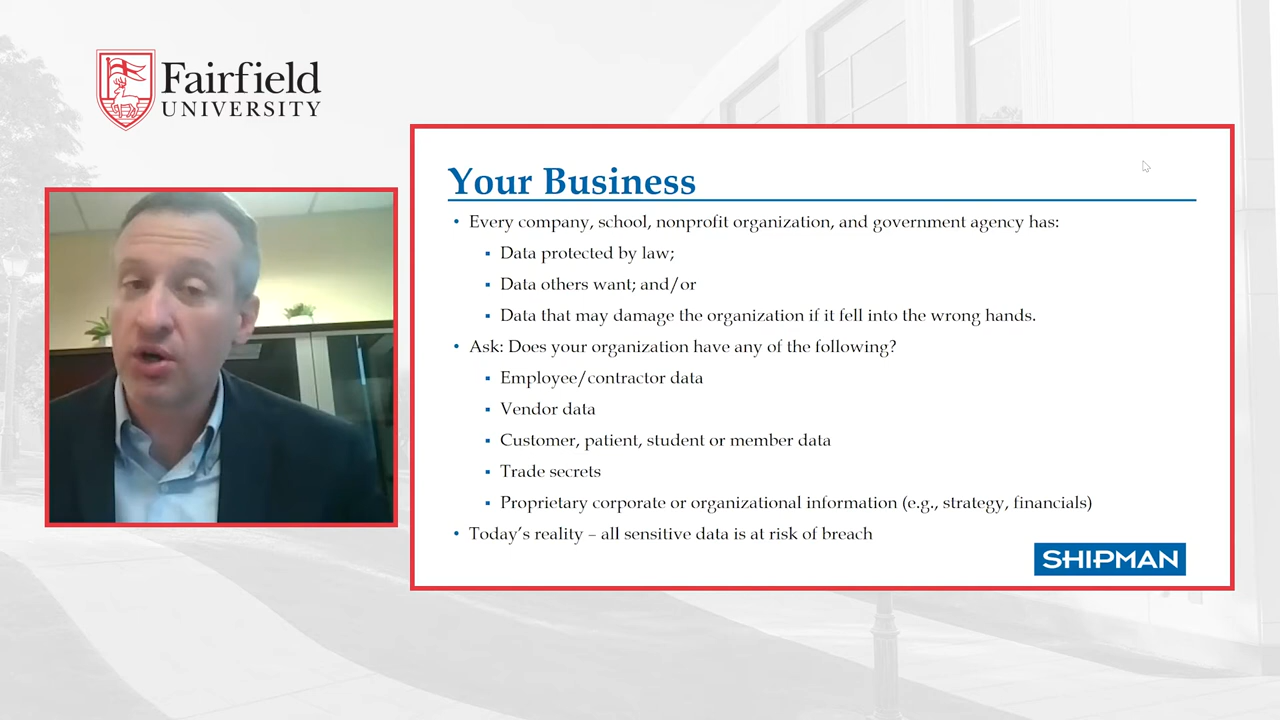 Fairfield
UNIVERSITY
Your Business
• Every company, school, nonprofit organization, and government agency has:
▪ Data protected by law;
▪ Data others want; and/or
▪ Data that may damage the organization if it fell into the wrong hands.
• Ask: Does your organization have any of the following?
▪ Employee/contractor data
▪ Vendor data
▪ Customer, patient, student or member data
▪ Trade secrets
▪ Proprietary corporate or organizational information (e.g., strategy, financials)
• Today's reality – all sensitive data is at risk of breach
SHIPMAN